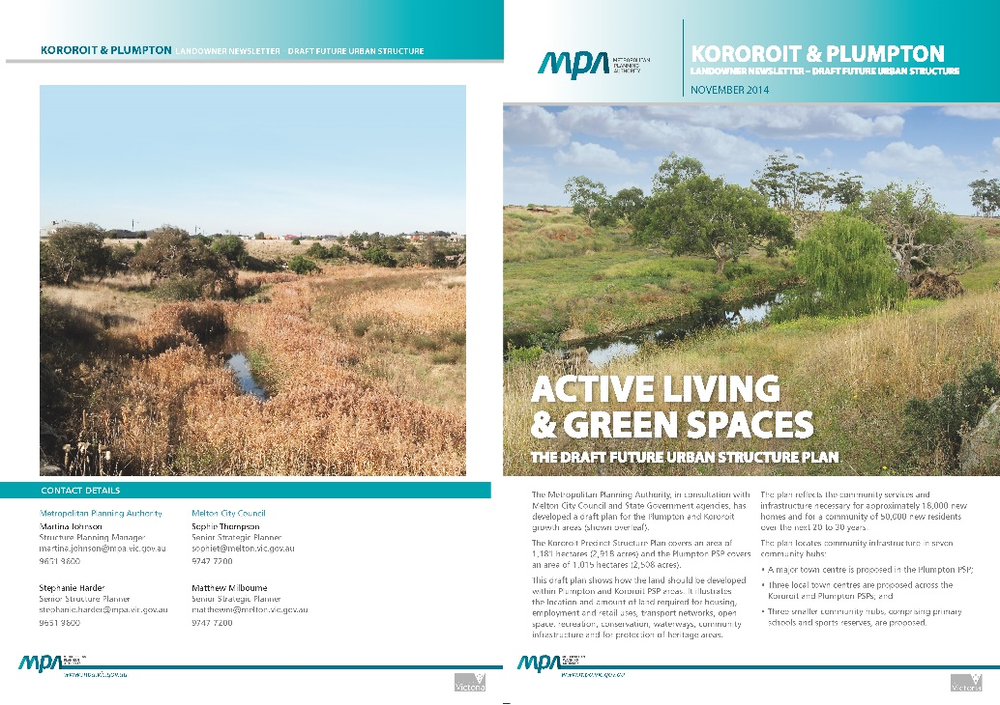 KOROROIT & PLUMPTON LANDOWNER NEWSLETTER - DRAFT FUTURE URBAN STRUCTURE
CONTACT DETAILS
Metropolitan Planning Authority
Martina Johnson
Structure Planning Manager
martina.johnson@mpa.vic.gov.au
9651 9600
Stephanie Harder
Senior Structure Planner
stephanie.harder@mpa.vic.gov.au
9651 9600
Melton City Council
Sophie Thompson
Senior Strategic Planner
sophiet@melton.vic.gov.au
9747 7200
Matthew Milbourne
Senior Strategic Planner
matthewmi@melton.vic.gov.au
9747 7200
mpa METROPOLITAN
PLANNING
AUTHORITY
www.mpa.vic.gov.au
Victoria
mpa METROPOLITAN
PLANNING
AUTHORITY
KOROROIT & PLUMPTON
LANDOWNER NEWSLETTER – DRAFT FUTURE URBAN STRUCTURE
NOVEMBER 2014
ACTIVE LIVING
& GREEN SPACES
THE DRAFT FUTURE URBAN STRUCTURE PLAN
The Metropolitan Planning Authority, in consultation with
Melton City Council and State Government agencies, has
developed a draft plan for the Plumpton and Kororoit
growth areas (shown overleaf).
The Kororoit Precinct Structure Plan covers an area of
1,181 hectares (2,918 acres) and the Plumpton PSP covers
an area of 1,015 hectares (2,508 acres).
This draft plan shows how the land should be developed
within Plumpton and Kororoit PSP areas. It illustrates
the location and amount of land required for housing,
employment and retail uses, transport networks, open
space, recreation, conservation, waterways, community
infrastructure and for protection of heritage areas.
The plan reflects the community services and
infrastructure necessary for approximately 18,000 new
homes and for a community of 50,000 new residents
over the next 20 to 30 years.
The plan locates community infrastructure in seven
community hubs:
• A major town centre is proposed in the Plumpton PSP;
• Three local town centres are proposed across the
Kororoit and Plumpton PSPs; and
• Three smaller community hubs, comprising primary
schools and sports reserves, are proposed.
mpa METROPOLITAN
PLANNING
AUTHORITY
www.mpa.vic.gov.au
Victoria